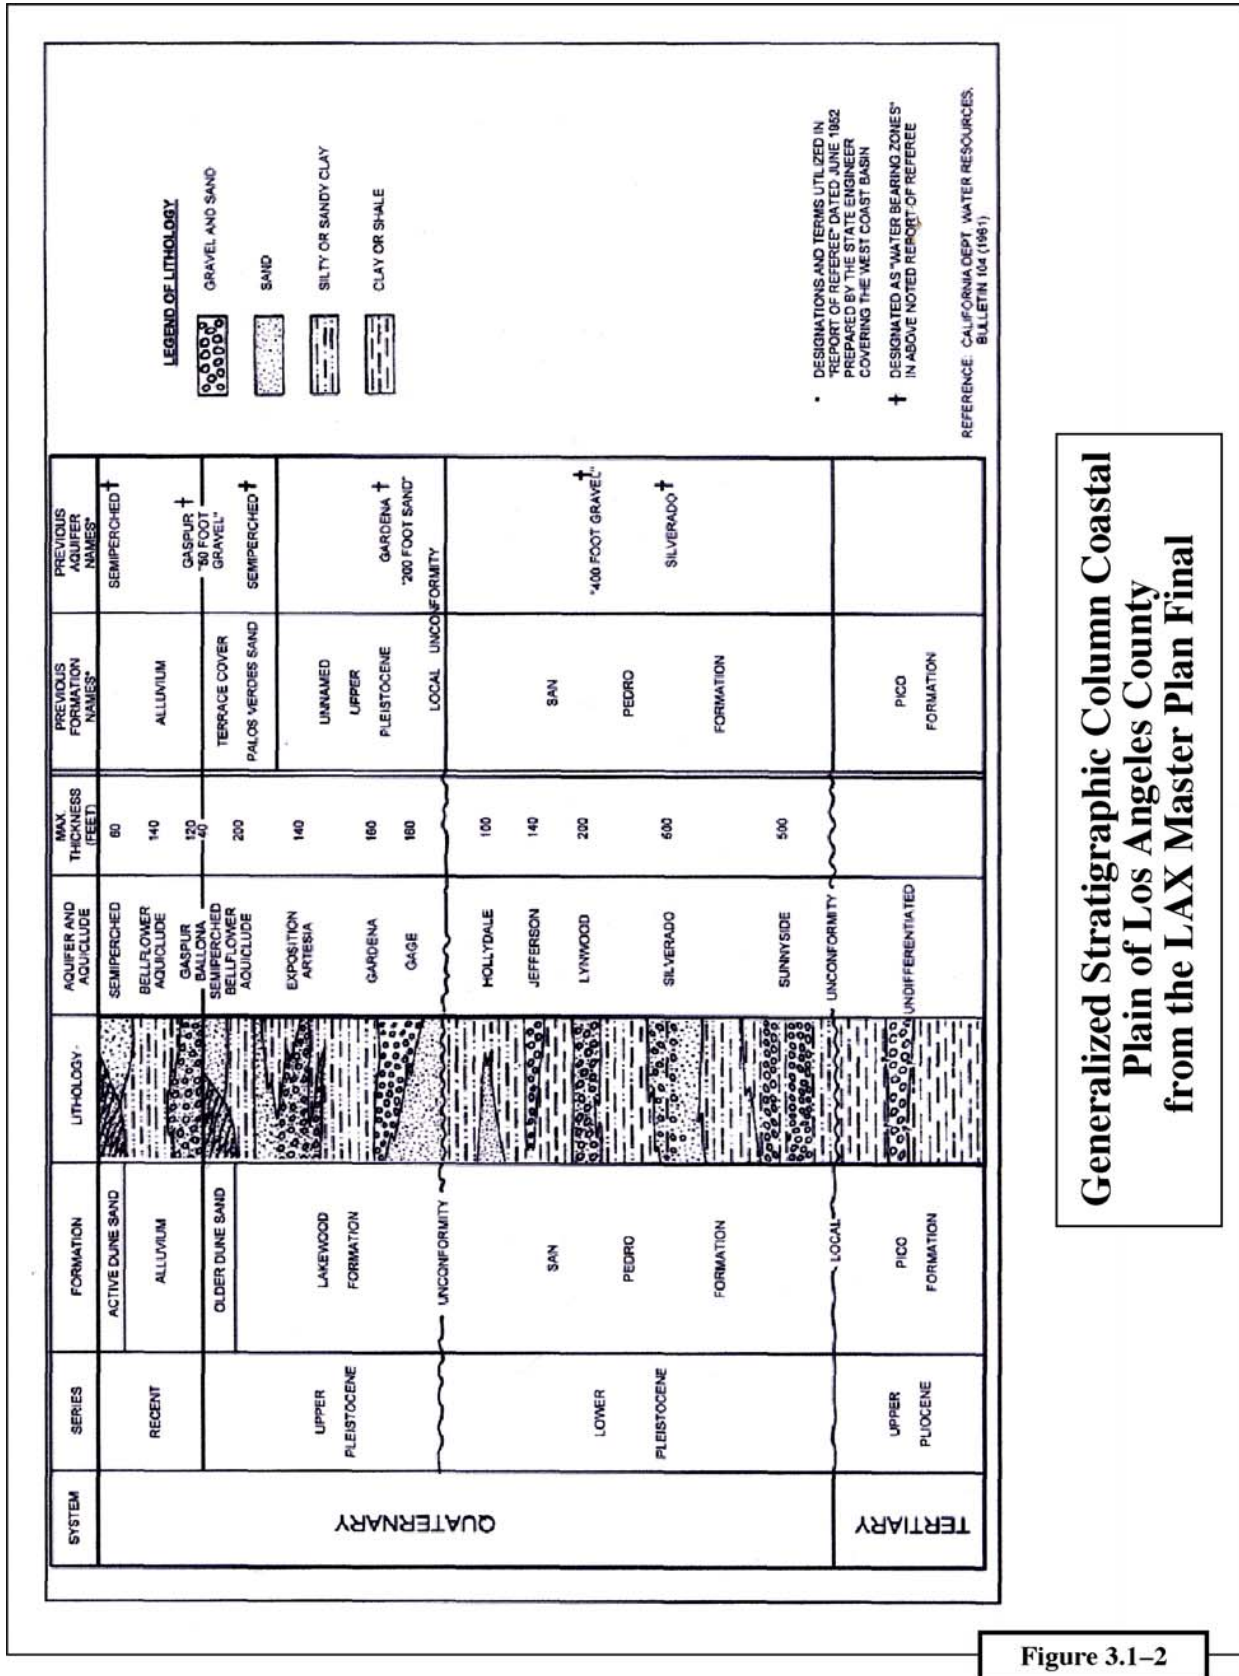 SYSTEM
SERIES
FORMATION
LITHOLOGY
AQUIFER AND
AQUICLUDE
MAX.
THICKNESS
(FEET)
PREVIOUS
FORMATION
NAMES*
PREVIOUS
AQUIFER
NAMES*
QUATERNARY
TERTIARY
RECENT
UPPER
PLEISTOCENE
LOWER
PLEISTOCENE
UPPER
PLIOCENE
ACTIVE DUNE SAND
ALLUVIUM
OLDER DUNE SAND
LAKEWOOD
FORMATION
UNCONFORMITY
SAN
PEDRO
FORMATION
LOCAL
PICO
FORMATION
SEMIPERCHED
BELLFLOWER
AQUICLUDE
GASPUR
BALLONA
SEMIPERCHED
BELLFLOWER
AQUICLUDE
EXPOSITION
ARTESIA
GARDENA
GAGE
HOLLYDALE
JEFFERSON
LYNWOOD
SILVERADO
SUNNYSIDE
UNCONFORMITY
UNDIFFERENTIATED
60
140
120
40
200
140
160
160
100
140
200
500
ALLUVIUM
TERRACE COVER
PALOS VERDES SAND
UNNAMED
UPPER
PLEISTOCENE
LOCAL UNCONFORMITY
SAN
PEDRO
FORMATION
PICO
FORMATION
SEMIPERCHED†
GASPUR†
"50 FOOT
GRAVEL"
SEMIPERCHED†
GARDENA†
"200 FOOT SAND"
"400 FOOT GRAVEL"†
SILVERADO†
LEGEND OF LITHOLOGY
GRAVEL AND SAND
SAND
SILTY OR SANDY CLAY
CLAY OR SHALE
* DESIGNATIONS AND TERMS UTILIZED IN
"REPORT OF REFEREE" DATED JUNE 1952
PREPARED BY THE STATE ENGINEER
COVERING THE WEST COAST BASIN
† DESIGNATED AS "WATER BEARING ZONES"
IN ABOVE NOTED REPORT OF REFEREE
REFERENCE: CALIFORNIA DEPT. WATER RESOURCES,
BULLETIN 104 (1961)
Generalized Stratigraphic Column Coastal
Plain of Los Angeles County
from the LAX Master Plan Final
Figure 3.1–2